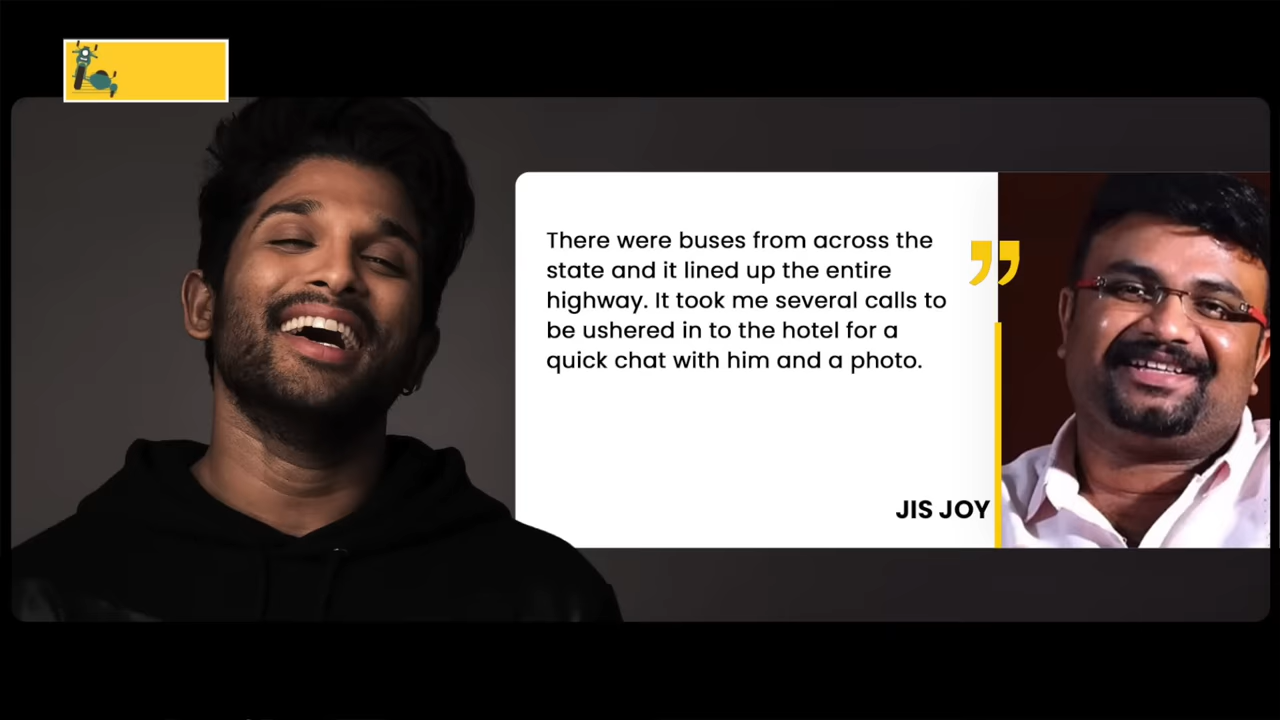 There were buses from across the
state and it lined up the entire
highway. It took me several calls to
be ushered in to the hotel for a
quick chat with him and a photo.
JIS JOY